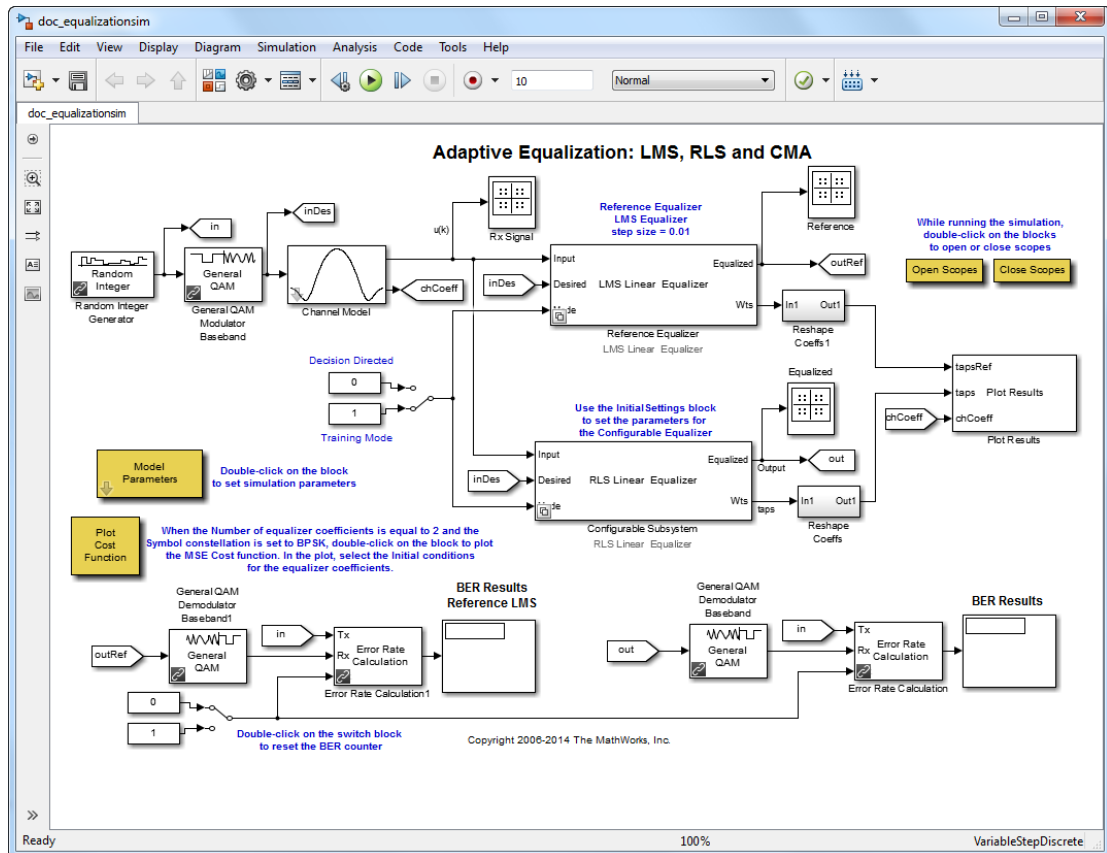 doc_equalizationsim
File Edit View Display Diagram Simulation Analysis Code Tools Help
10
Normal
doc_equalizationsim
Adaptive Equalization: LMS, RLS and CMA
in
inDes
u(k)
Rx Signal
Reference Equalizer
LMS Equalizer
step size = 0.01
Reference
While running the simulation,
double-click on the blocks
to open or close scopes
Open Scopes
Close Scopes
Random
Integer
Random Integer
Generator
General
QAM
General QAM
Modulator
Baseband
Channel Model
chCoeff
inDes
Input
Desired
Equalized
LMS Linear Equalizer
Wts
Reference Equalizer
LMS Linear Equalizer
outRef
In1 Out1
Reshape
Coeffs1
Decision Directed
0
1
Training Mode
Equalized
tapsRef
taps
chCoeff
Plot Results
chCoeff
Plot Results
Use the InitialSettings block
to set the parameters for
the Configurable Equalizer
inDes
Input
Desired
Equalized
RLS Linear Equalizer
Wts
Output
taps
out
In1 Out1
Reshape
Coeffs
Configurable Subsystem
RLS Linear Equalizer
Model
Parameters
Double-click on the block
to set simulation parameters
Plot
Cost
Function
When the Number of equalizer coefficients is equal to 2 and the
Symbol constellation is set to BPSK, double-click on the block to plot
the MSE Cost function. In the plot, select the Initial conditions
for the equalizer coefficients.
General QAM
Demodulator
Baseband1
BER Results
Reference LMS
outRef
General
QAM
in
Tx
Rx
Error Rate
Calculation
Error Rate Calculation1
0
1
Double-click on the switch block
to reset the BER counter
General QAM
Demodulator
Baseband
BER Results
out
General
QAM
in
Tx
Rx
Error Rate
Calculation
Error Rate Calculation
Copyright 2006-2014 The MathWorks, Inc.
Ready
100%
VariableStepDiscrete